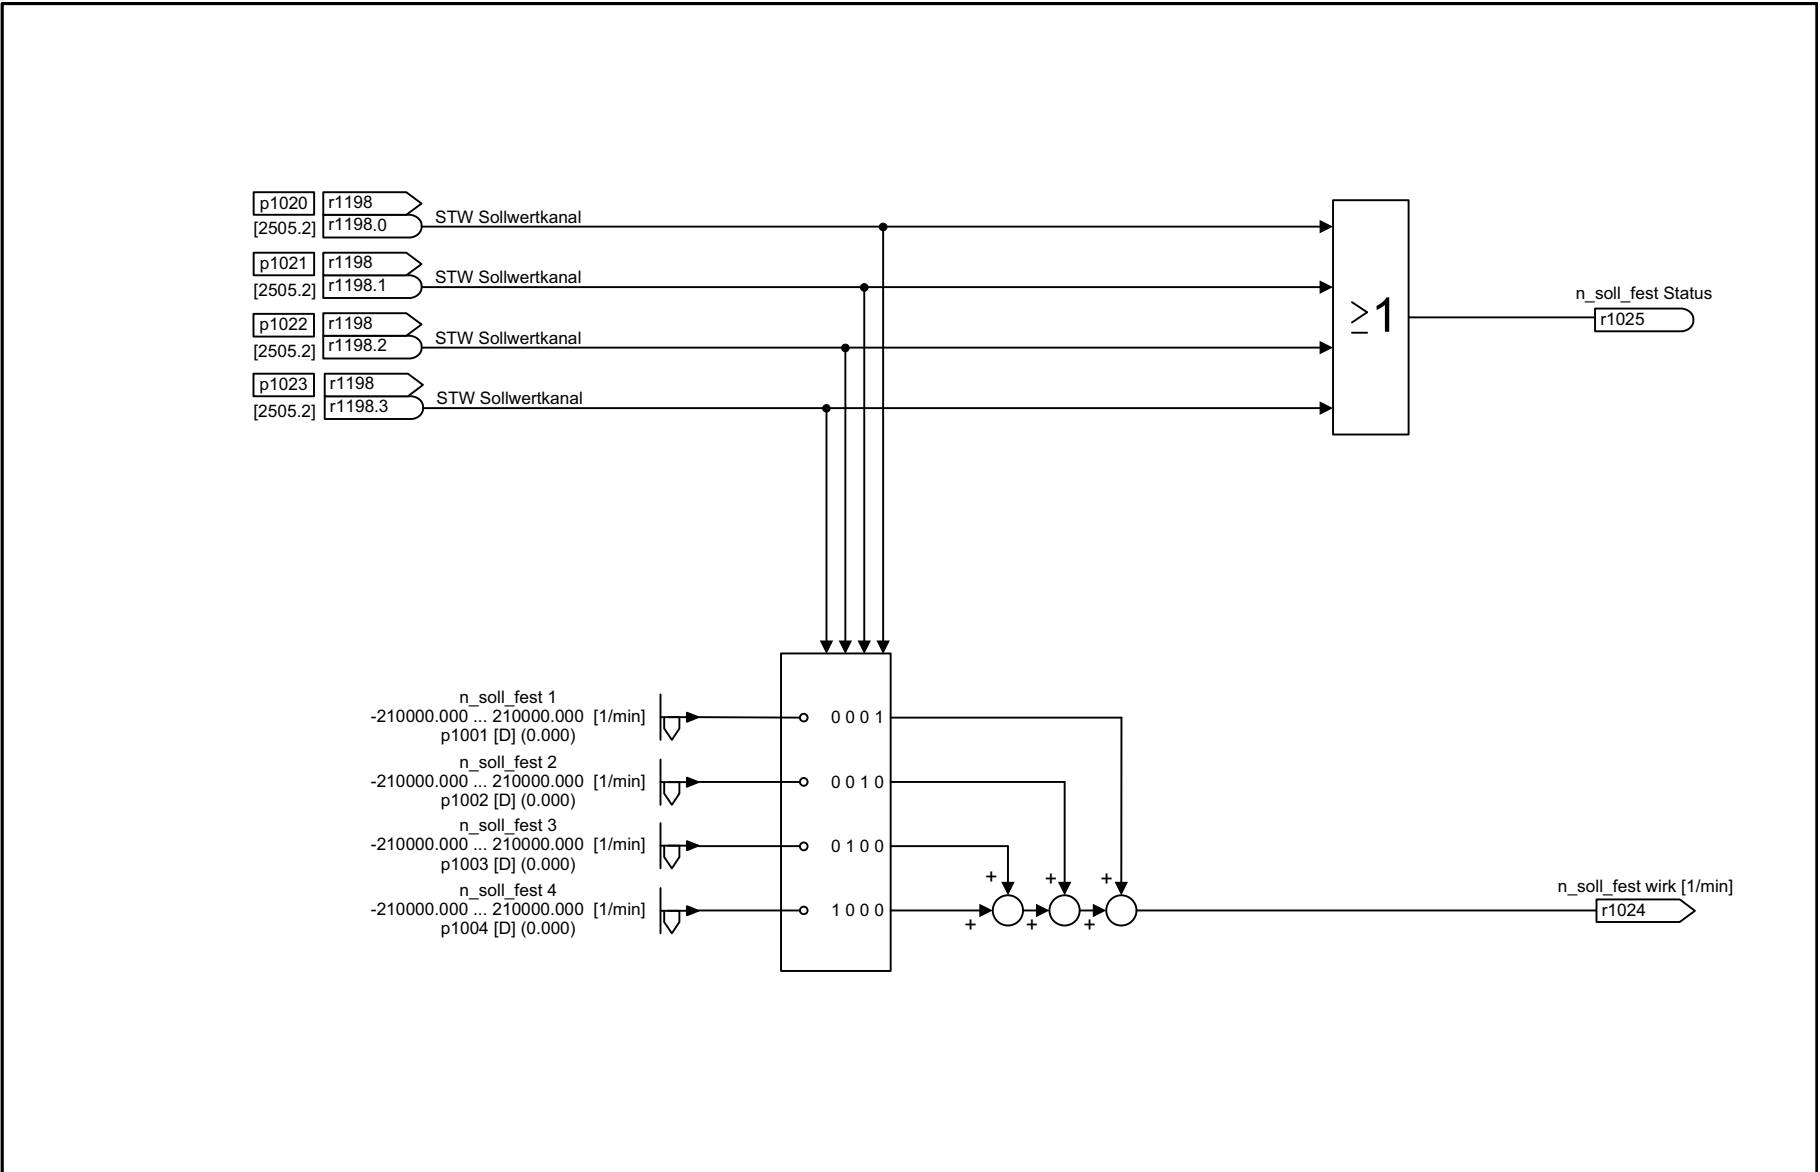 p1020 r1198
[2505.2] r1198.0 STW Sollwertkanal
p1021 r1198
[2505.2] r1198.1 STW Sollwertkanal
p1022 r1198
[2505.2] r1198.2 STW Sollwertkanal
p1023 r1198
[2505.2] r1198.3 STW Sollwertkanal
≥1
n_soll_fest Status
r1025
n_soll_fest 1
-210000.000 ... 210000.000 [1/min]
p1001 [D] (0.000)
0 0 0 1
n_soll_fest 2
-210000.000 ... 210000.000 [1/min]
p1002 [D] (0.000)
0 0 1 0
n_soll_fest 3
-210000.000 ... 210000.000 [1/min]
p1003 [D] (0.000)
0 1 0 0
n_soll_fest 4
-210000.000 ... 210000.000 [1/min]
p1004 [D] (0.000)
1 0 0 0
+ + +
+ + +
n_soll_fest wirk [1/min]
r1024